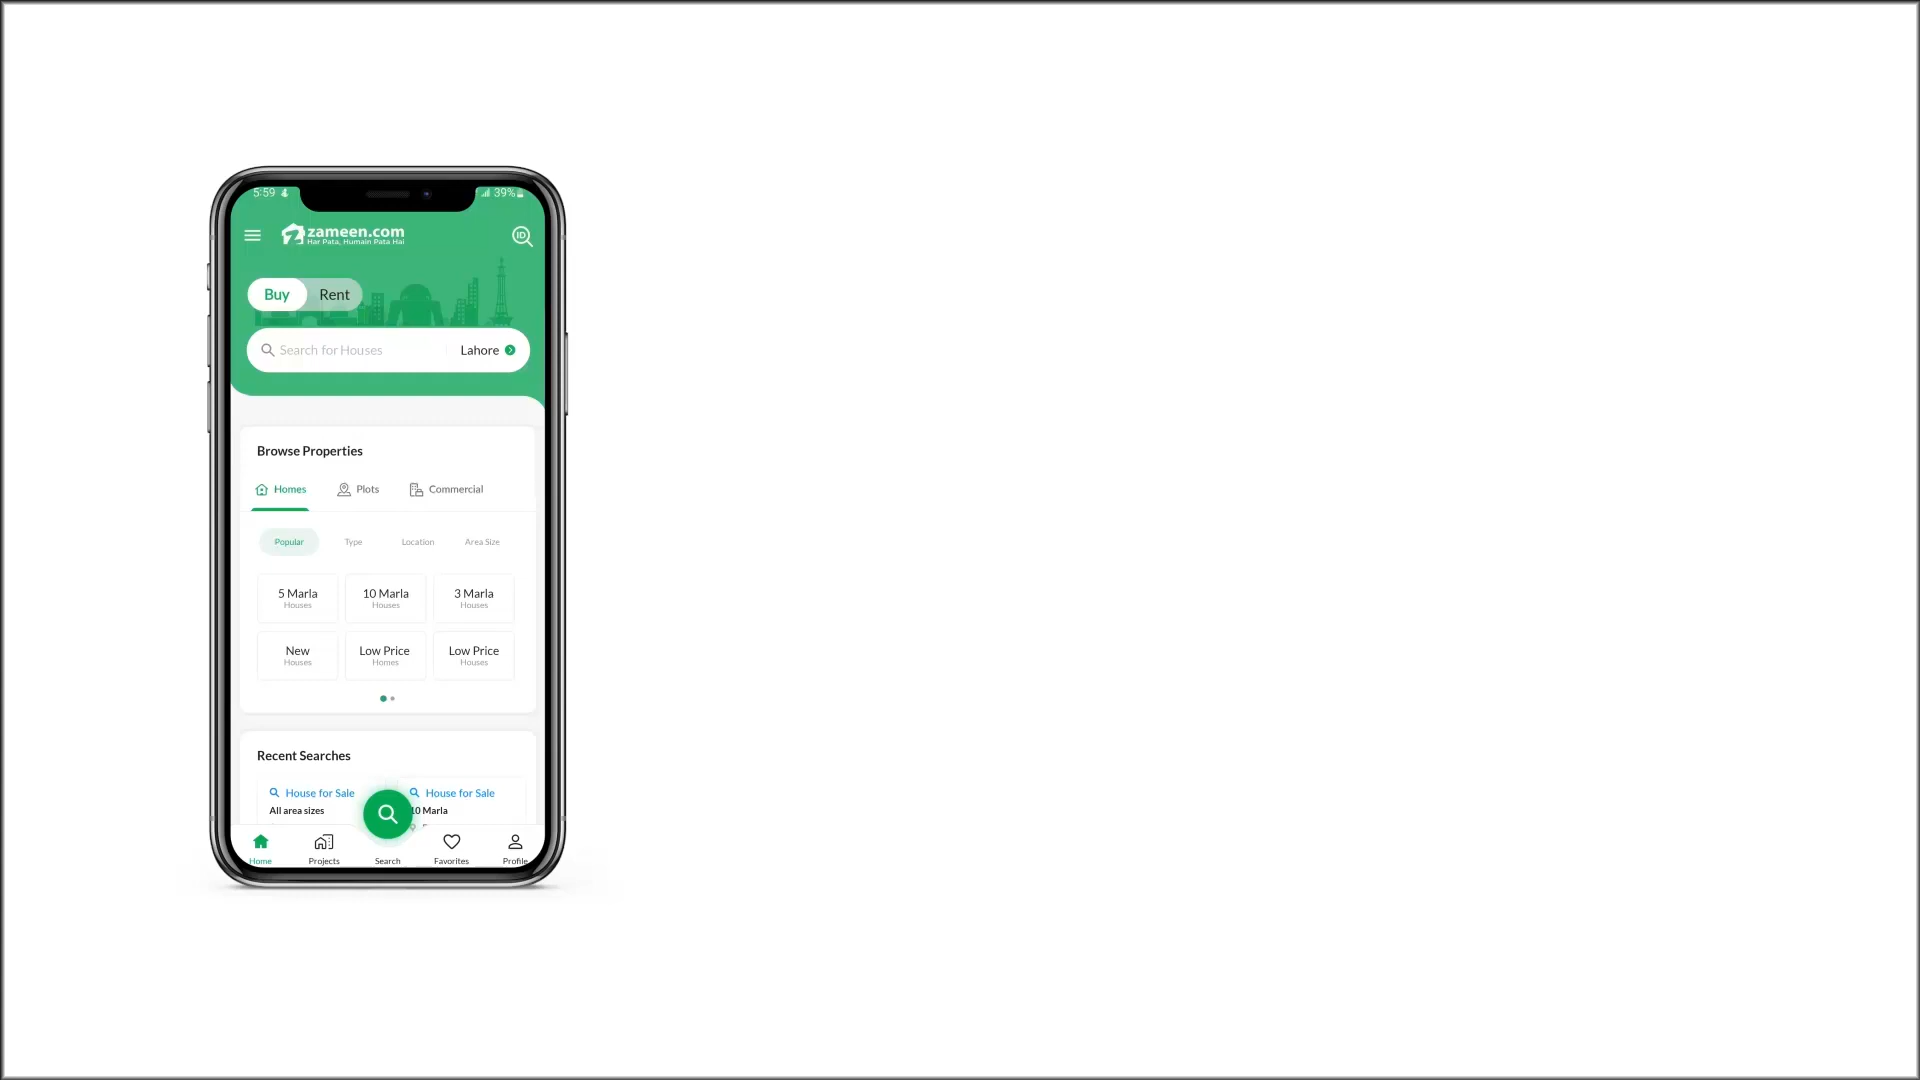 5:59
39%
zameen.com
Har Pata, Humain Pata Hai
ID
Buy Rent
Search for Houses Lahore
Browse Properties
Homes Plots Commercial
Popular Type Location Area Size
5 Marla 10 Marla 3 Marla
Houses Houses Houses
New Low Price Low Price
Houses Homes Houses
Recent Searches
House for Sale House for Sale
All area sizes 10 Marla
Home Projects Search Favorites Profile